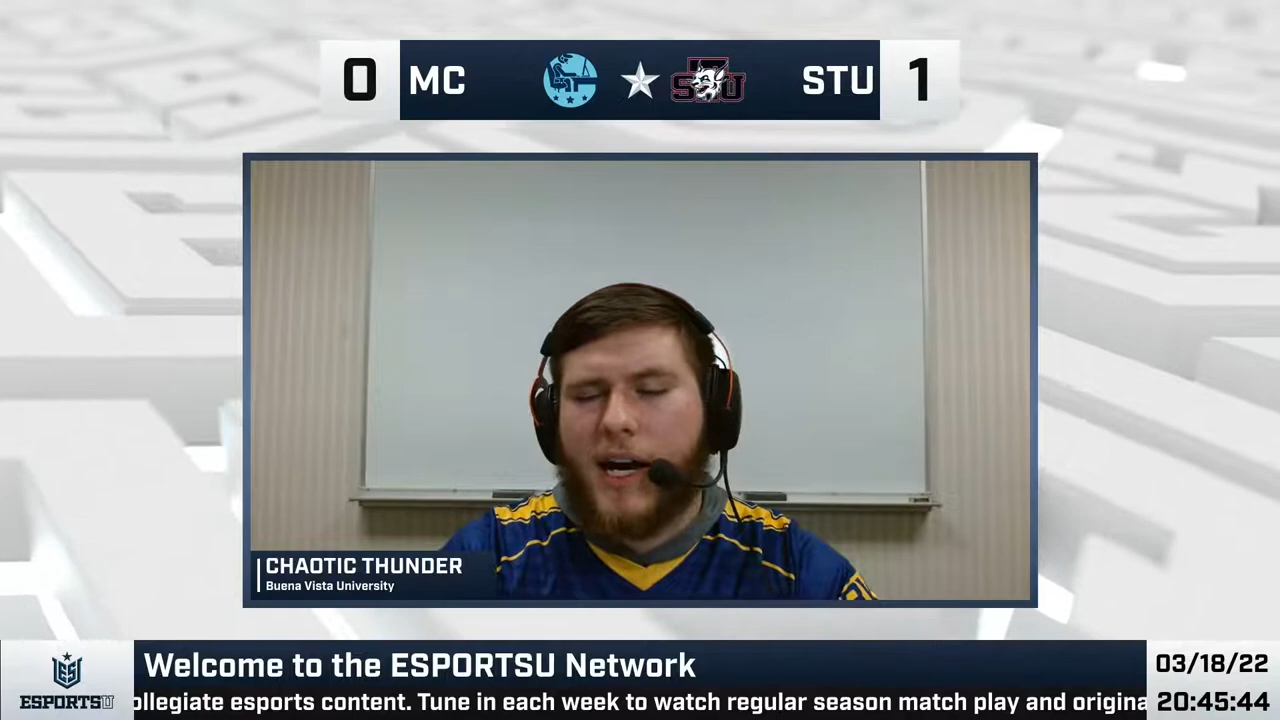 0 MC STU STU 1
CHAOTIC THUNDER
Buena Vista University
Welcome to the ESPORTSU Network
03/18/22
ESPORTSU
ollegiate esports content. Tune in each week to watch regular season match play and origina
20:45:44